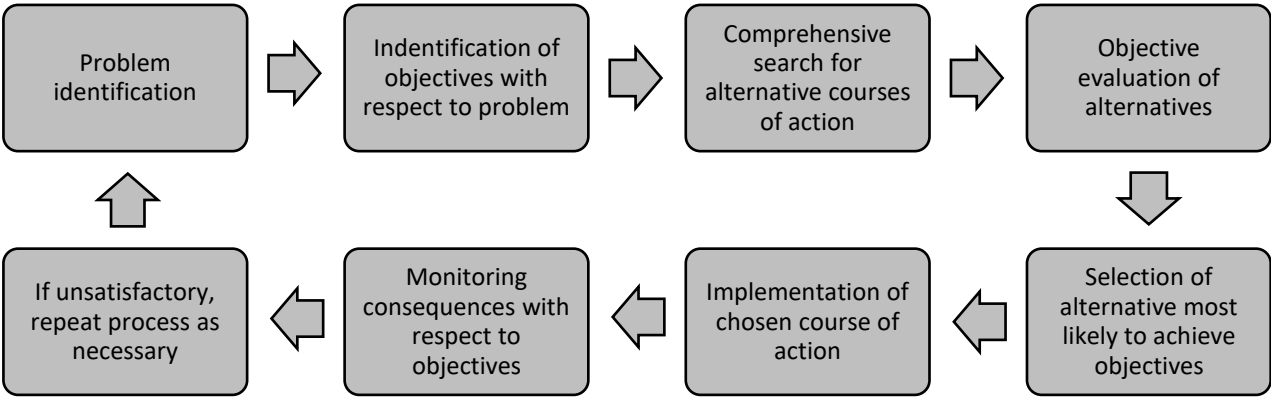 Problem
identification
Indentification of
objectives with
respect to problem
Comprehensive
search for
alternative courses
of action
Objective
evaluation of
alternatives
Selection of
alternative most
likely to achieve
objectives
Implementation of
chosen course of
action
Monitoring
consequences with
respect to
objectives
If unsatisfactory,
repeat process as
necessary